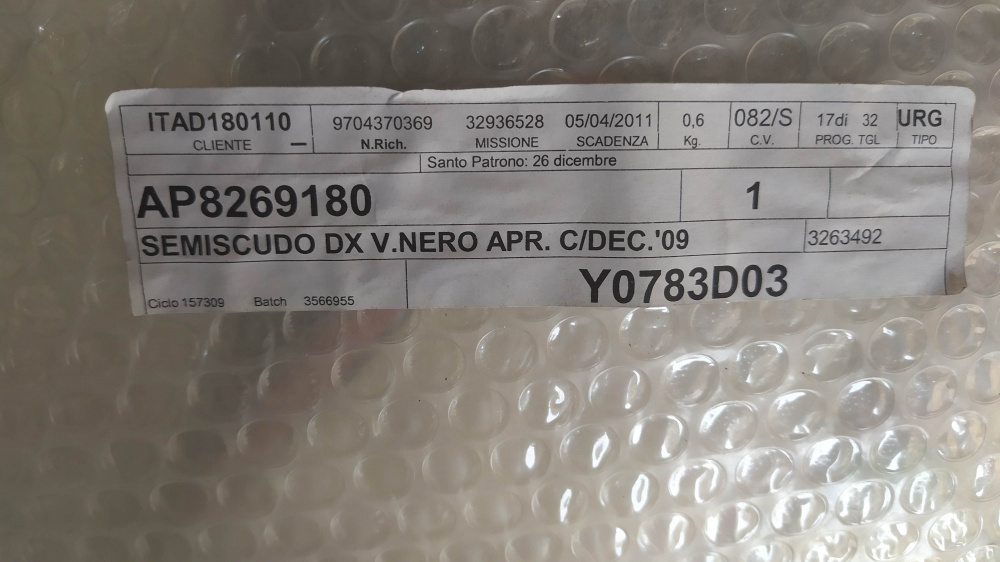 ITAD180110 9704370369 32936528 05/04/2011 0,6 082/S 17di 32 URG
CLIENTE – N.Rich. MISSIONE SCADENZA Kg. C.V. PROG. TGL TIPO
Santo Patrono: 26 dicembre
AP8269180 1
SEMISCUDO DX V.NERO APR. C/DEC.'09 3263492
Ciclo 157309 Batch 3566955 Y0783D03